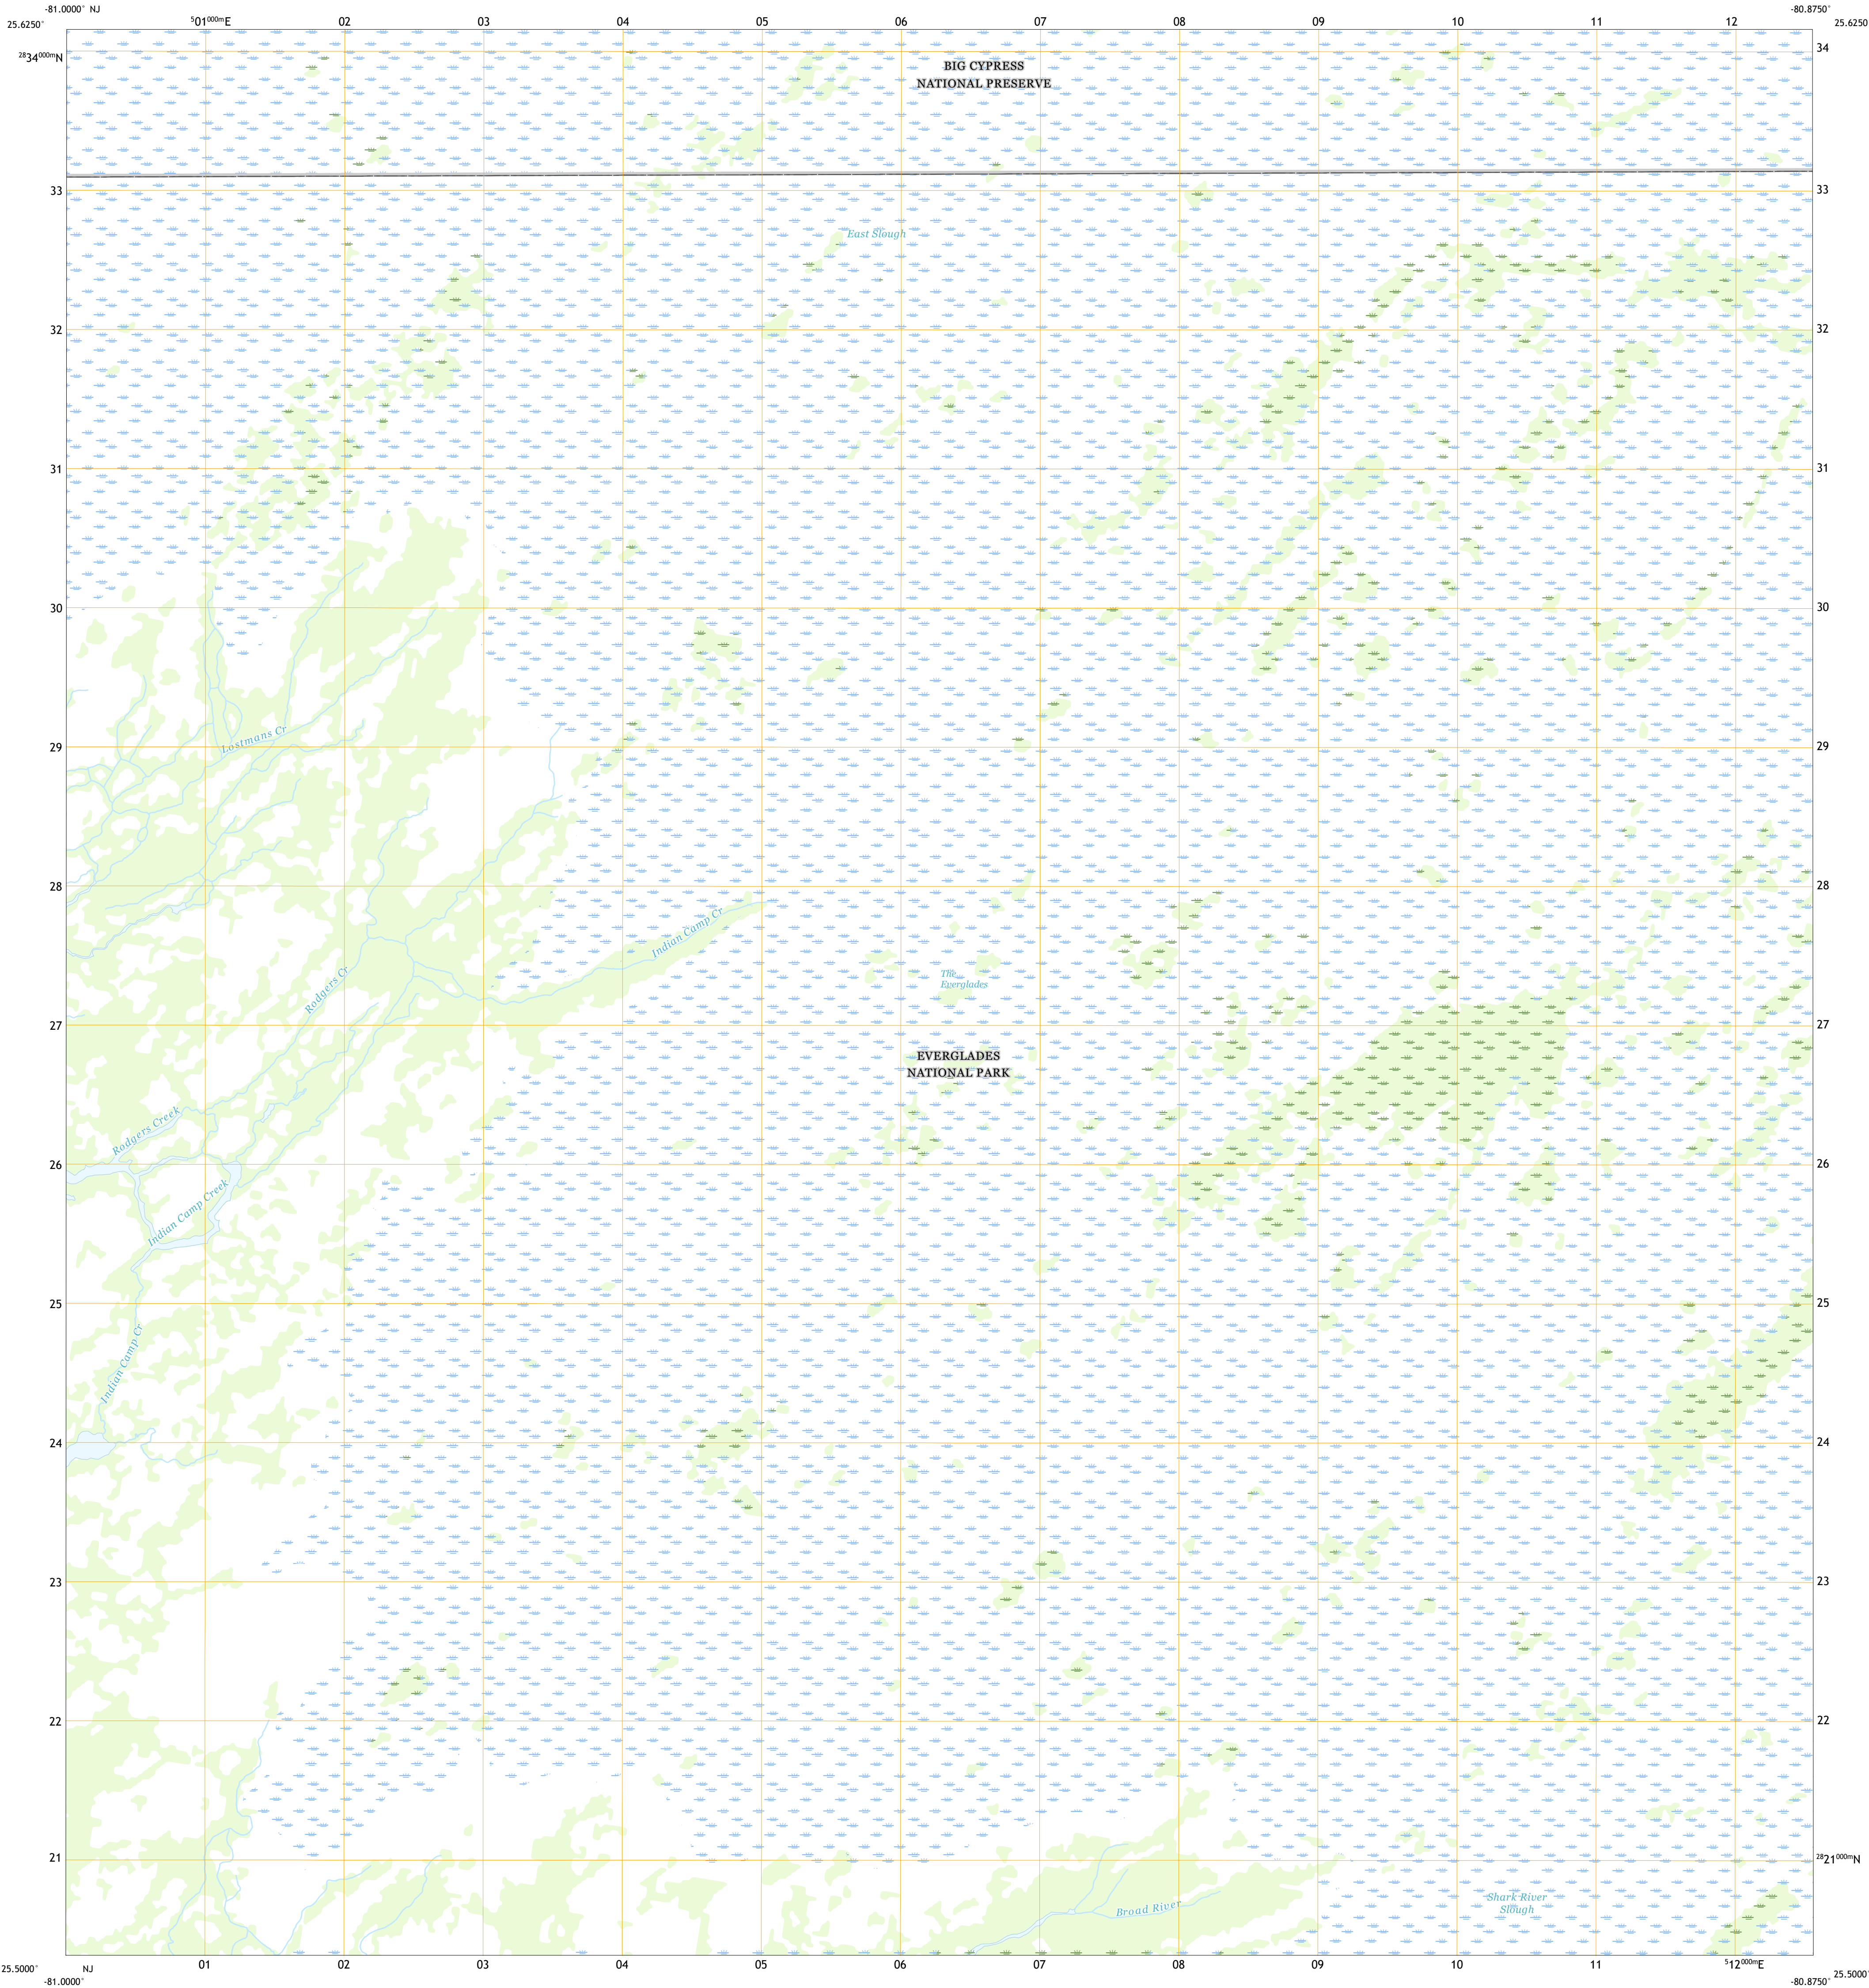 -81.0000° NJ
-80.8750°
25.6250°
⁵01⁰⁰⁰ᵐE 02 03 04 05 06 07 08 09 10 11 12
25.6250
²⁸34⁰⁰⁰ᵐN
34
BIG CYPRESS
NATIONAL PRESERVE
33
33
East Slough
32
32
31
31
30
30
Lostmans Cr
29
29
28
28
Indian Camp Cr
Rodgers Cr
The
Everglades
27
27
EVERGLADES
NATIONAL PARK
Rodgers Creek
26
26
Indian Camp Creek
25
25
Indian Camp Cr
24
24
23
23
22
22
21
²⁸21⁰⁰⁰ᵐN
Shark River
Slough
Broad River
25.5000°
NJ
01 02 03 04 05 06 07 08 09 10 11 ⁵12⁰⁰⁰ᵐE
25.5000°
-81.0000°
-80.8750°